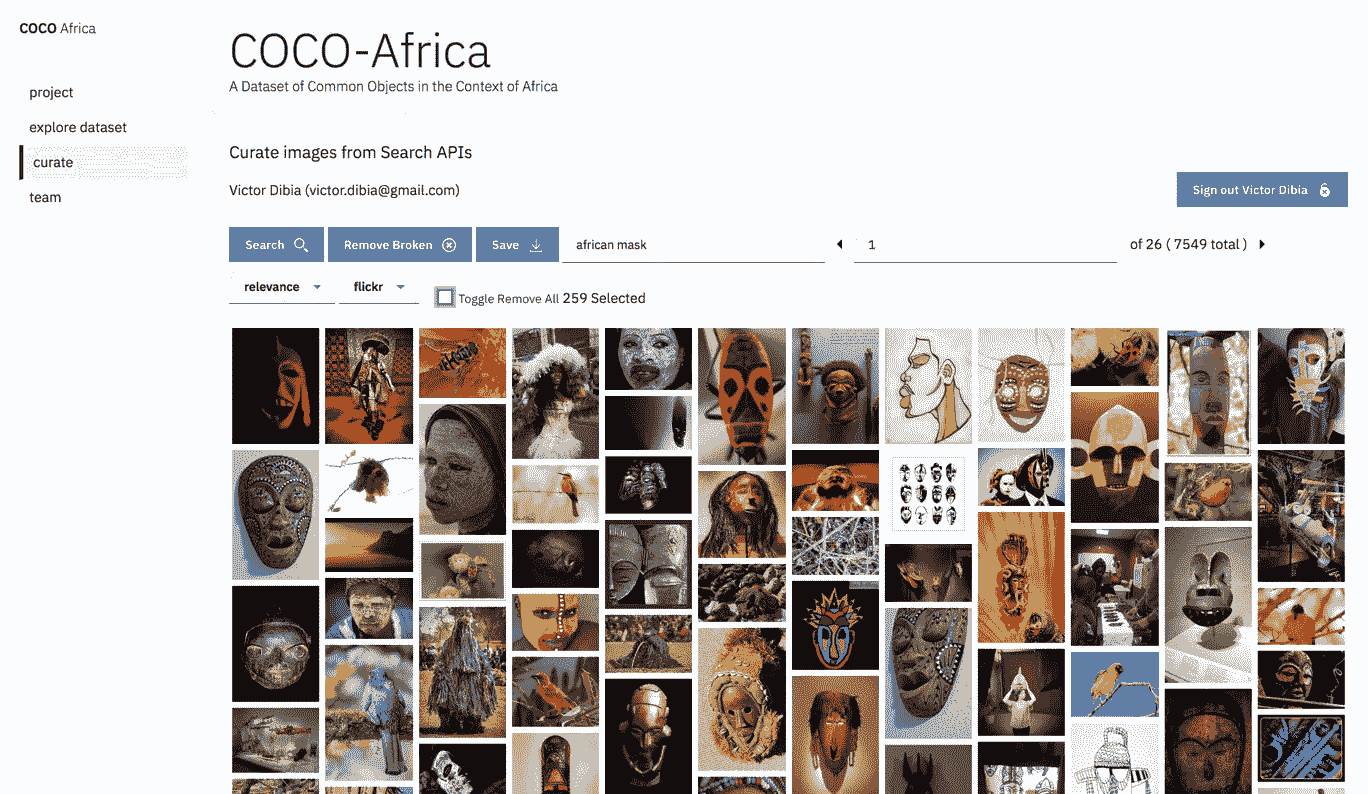 COCO Africa
project
explore dataset
curate
team
COCO-Africa
A Dataset of Common Objects in the Context of Africa
Curate images from Search APIs
Victor Dibia (victor.dibia@gmail.com)
Sign out Victor Dibia
Search Remove Broken Save african mask 1 of 26 ( 7549 total )
relevance flickr Toggle Remove All 259 Selected